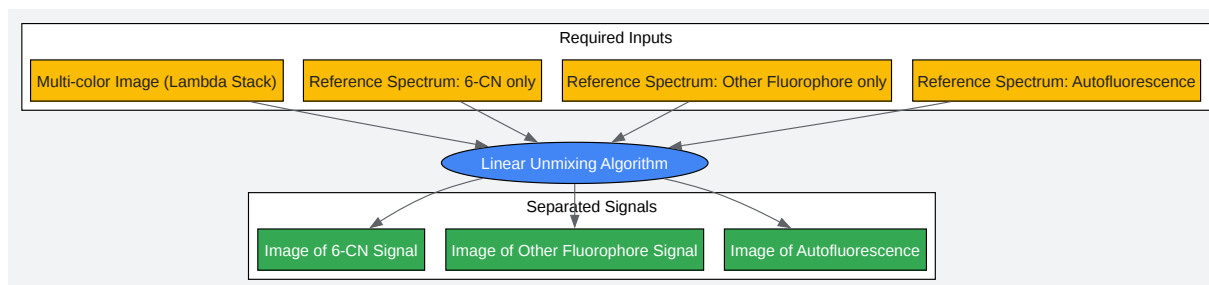 Required Inputs
Multi-color Image (Lambda Stack)
Reference Spectrum: 6-CN only
Reference Spectrum: Other Fluorophore only
Reference Spectrum: Autofluorescence
Linear Unmixing Algorithm
Separated Signals
Image of 6-CN Signal
Image of Other Fluorophore Signal
Image of Autofluorescence